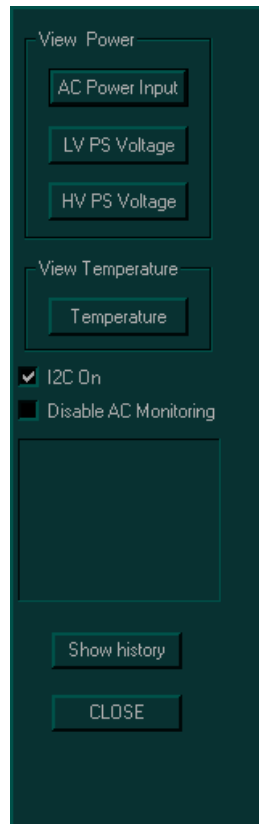 View Power
AC Power Input
LV PS Voltage
HV PS Voltage
View Temperature
Temperature
I2C On
Disable AC Monitoring
Show history
CLOSE